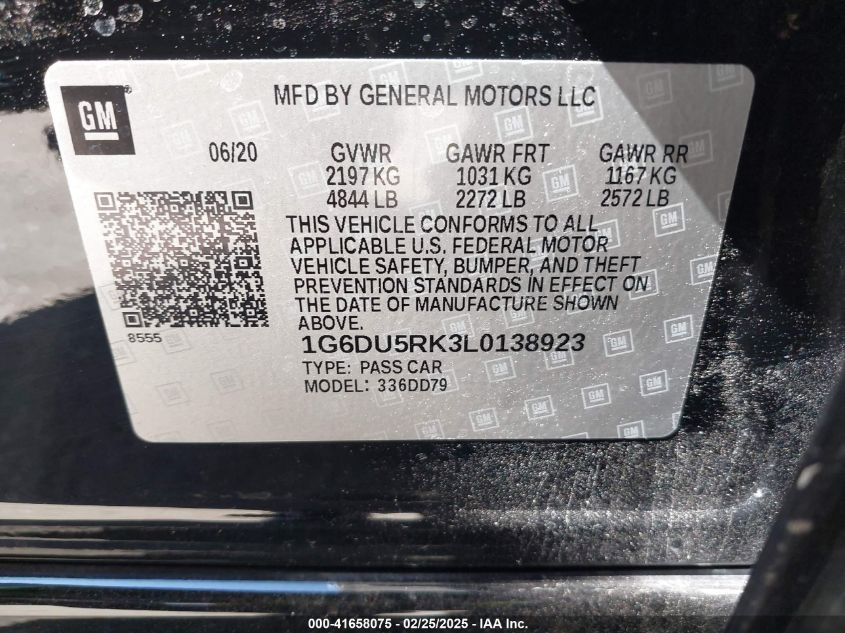 GM
MFD BY GENERAL MOTORS LLC
06/20 GVWR GAWR FRT GAWR RR
2197 KG 1031 KG 1167 KG
4844 LB 2272 LB 2572 LB
THIS VEHICLE CONFORMS TO ALL
APPLICABLE U.S. FEDERAL MOTOR
VEHICLE SAFETY, BUMPER, AND THEFT
PREVENTION STANDARDS IN EFFECT ON
THE DATE OF MANUFACTURE SHOWN
ABOVE.
8555
1G6DU5RK3L0138923
TYPE: PASS CAR
MODEL: 336DD79
000-41658075 - 02/25/2025 - IAA Inc.